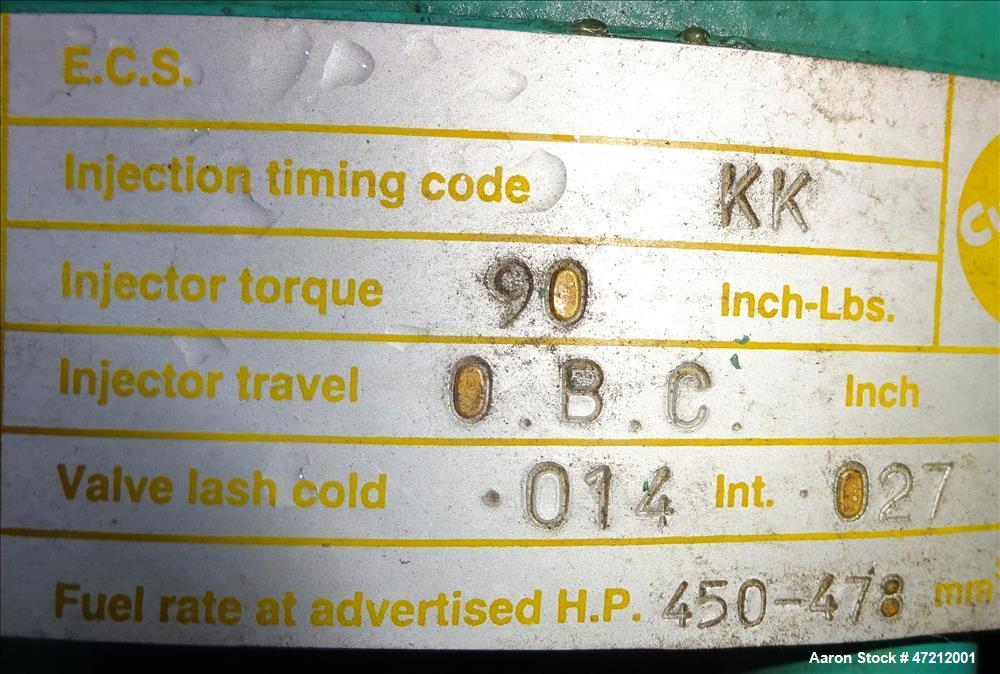 E.C.S.
Injection timing code KK
Injector torque 90 Inch-Lbs.
Injector travel 0.B.C. Inch
Valve lash cold .014 Int. .027
Fuel rate at advertised H.P. 450-478 mm³
Aaron Stock # 47212001